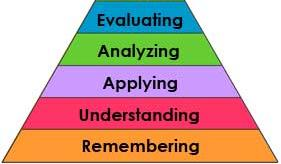 Evaluating
Analyzing
Applying
Understanding
Remembering